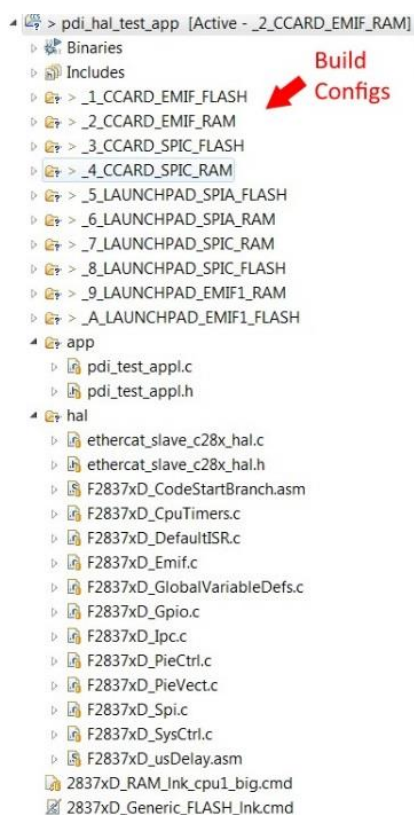 > pdi_hal_test_app [Active - _2_CCARD_EMIF_RAM]
Binaries
Build
Configs
Includes
> _1_CCARD_EMIF_FLASH
> _2_CCARD_EMIF_RAM
> _3_CCARD_SPIC_FLASH
> _4_CCARD_SPIC_RAM
> _5_LAUNCHPAD_SPIA_FLASH
> _6_LAUNCHPAD_SPIA_RAM
> _7_LAUNCHPAD_SPIC_RAM
> _8_LAUNCHPAD_SPIC_FLASH
> _9_LAUNCHPAD_EMIF1_RAM
> _A_LAUNCHPAD_EMIF1_FLASH
app
pdi_test_appl.c
pdi_test_appl.h
hal
ethercat_slave_c28x_hal.c
ethercat_slave_c28x_hal.h
F2837xD_CodeStartBranch.asm
F2837xD_CpuTimers.c
F2837xD_DefaultISR.c
F2837xD_Emif.c
F2837xD_GlobalVariableDefs.c
F2837xD_Gpio.c
F2837xD_Ipc.c
F2837xD_PieCtrl.c
F2837xD_PieVect.c
F2837xD_Spi.c
F2837xD_SysCtrl.c
F2837xD_usDelay.asm
2837xD_RAM_lnk_cpu1_big.cmd
2837xD_Generic_FLASH_lnk.cmd